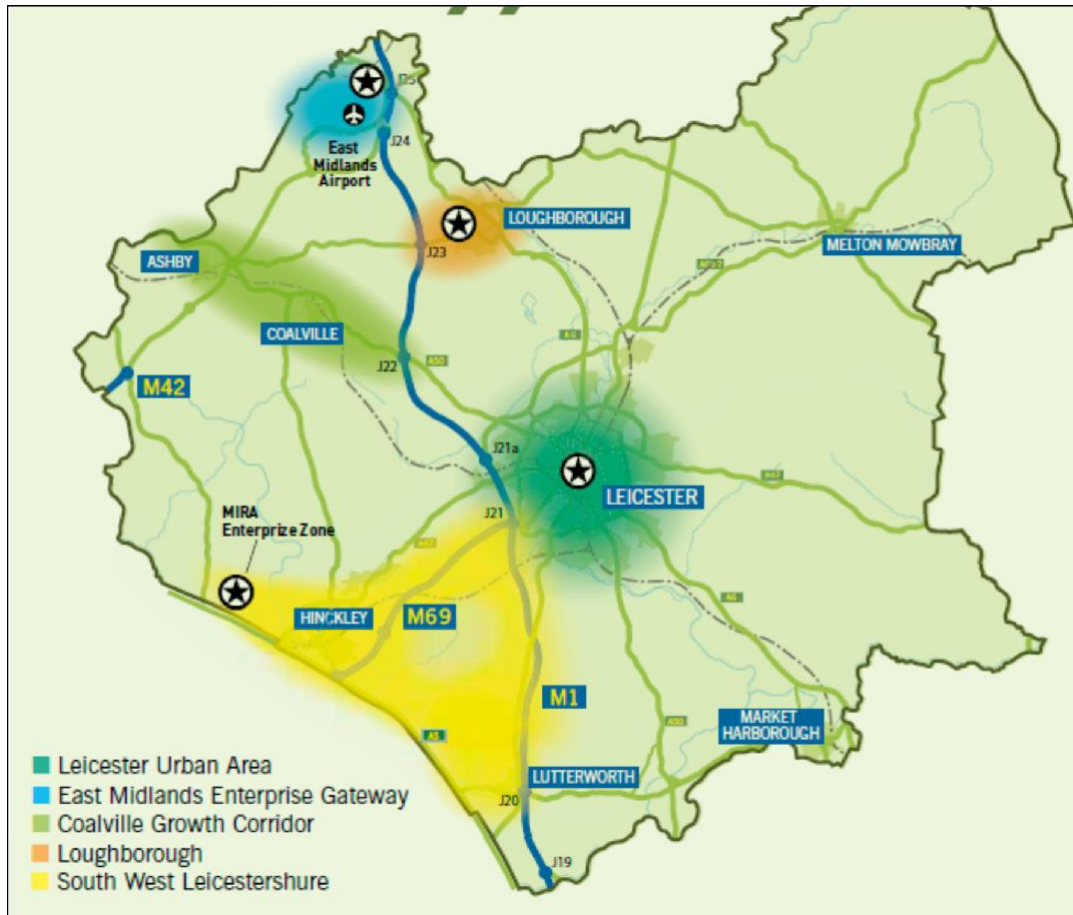 J24
East
Midlands
Airport
LOUGHBOROUGH
MELTON MOWBRAY
J23
ASHBY
COALVILLE
J22
A50
M42
J21a
LEICESTER
A47
J21
MIRA
Enterprize Zone
HINCKLEY
M69
A6
M1
MARKET
HARBOROUGH
A5
A50
LUTTERWORTH
J20
J19
Leicester Urban Area
East Midlands Enterprise Gateway
Coalville Growth Corridor
Loughborough
South West Leicestershure